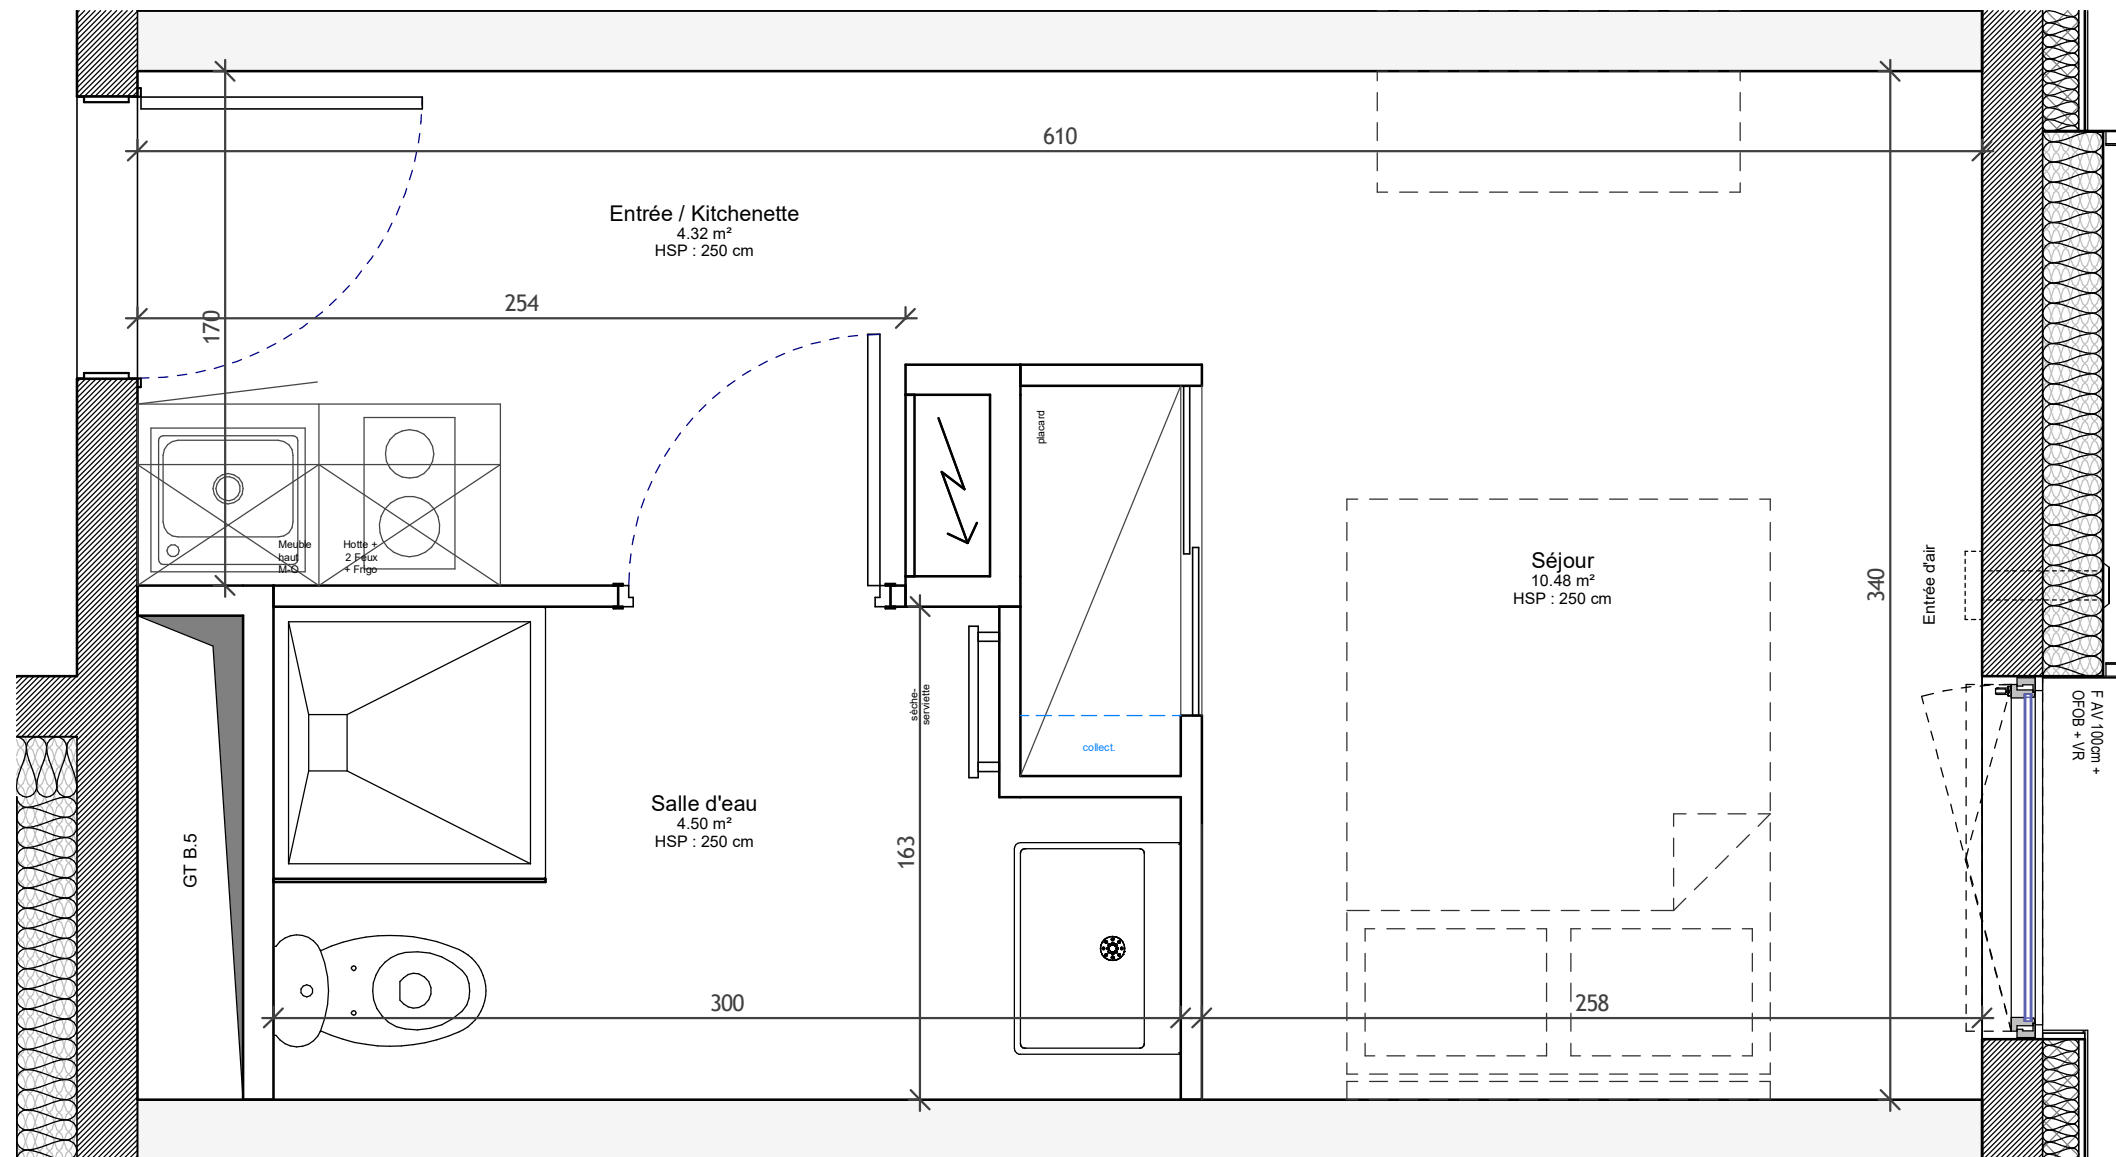 610
Entrée / Kitchenette
4.32 m²
HSP : 250 cm
254
170
placard
Meuble
haut
M-O
Hotte +
2 Feux
+ Frigo
Séjour
10.48 m²
HSP : 250 cm
340
Entrée d'air
sèche-
serviette
collect.
FAV 100cm +
OFOB + VR
Salle d'eau
4.50 m²
HSP : 250 cm
163
GT B.5
300
258